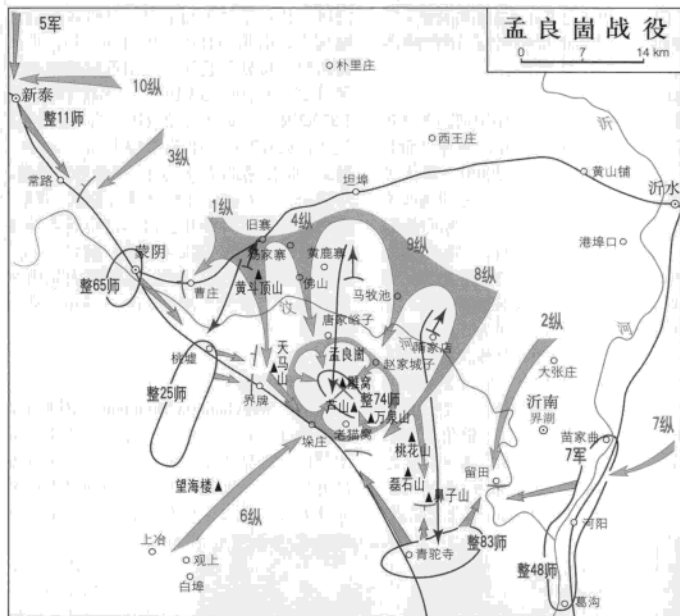 5军
孟良崮战役
0 7 14 km
朴里庄
10纵
新泰
整11师
3纵
西王庄
沂
常路
坦埠
黄山铺
沂水
1纵
旧寨
4纵
9纵
港埠口
蒙阴
黄鹿寨
8纵
整65师
曹庄
黄斗顶山
佛山
马牧池
汶
河
河
唐家峪子
2纵
桃墟
天马山
孟良崮
赵家城子
大张庄
整25师
界牌
雕窝
芦山
整74师
万泉山
沂南
界湖
苗家曲
7纵
垛庄
老猫窝
桃花山
7军
望海楼
磊石山
留田
鼻子山
6纵
河阳
上冶
观上
青驼寺
整83师
整48师
白埠
葛沟